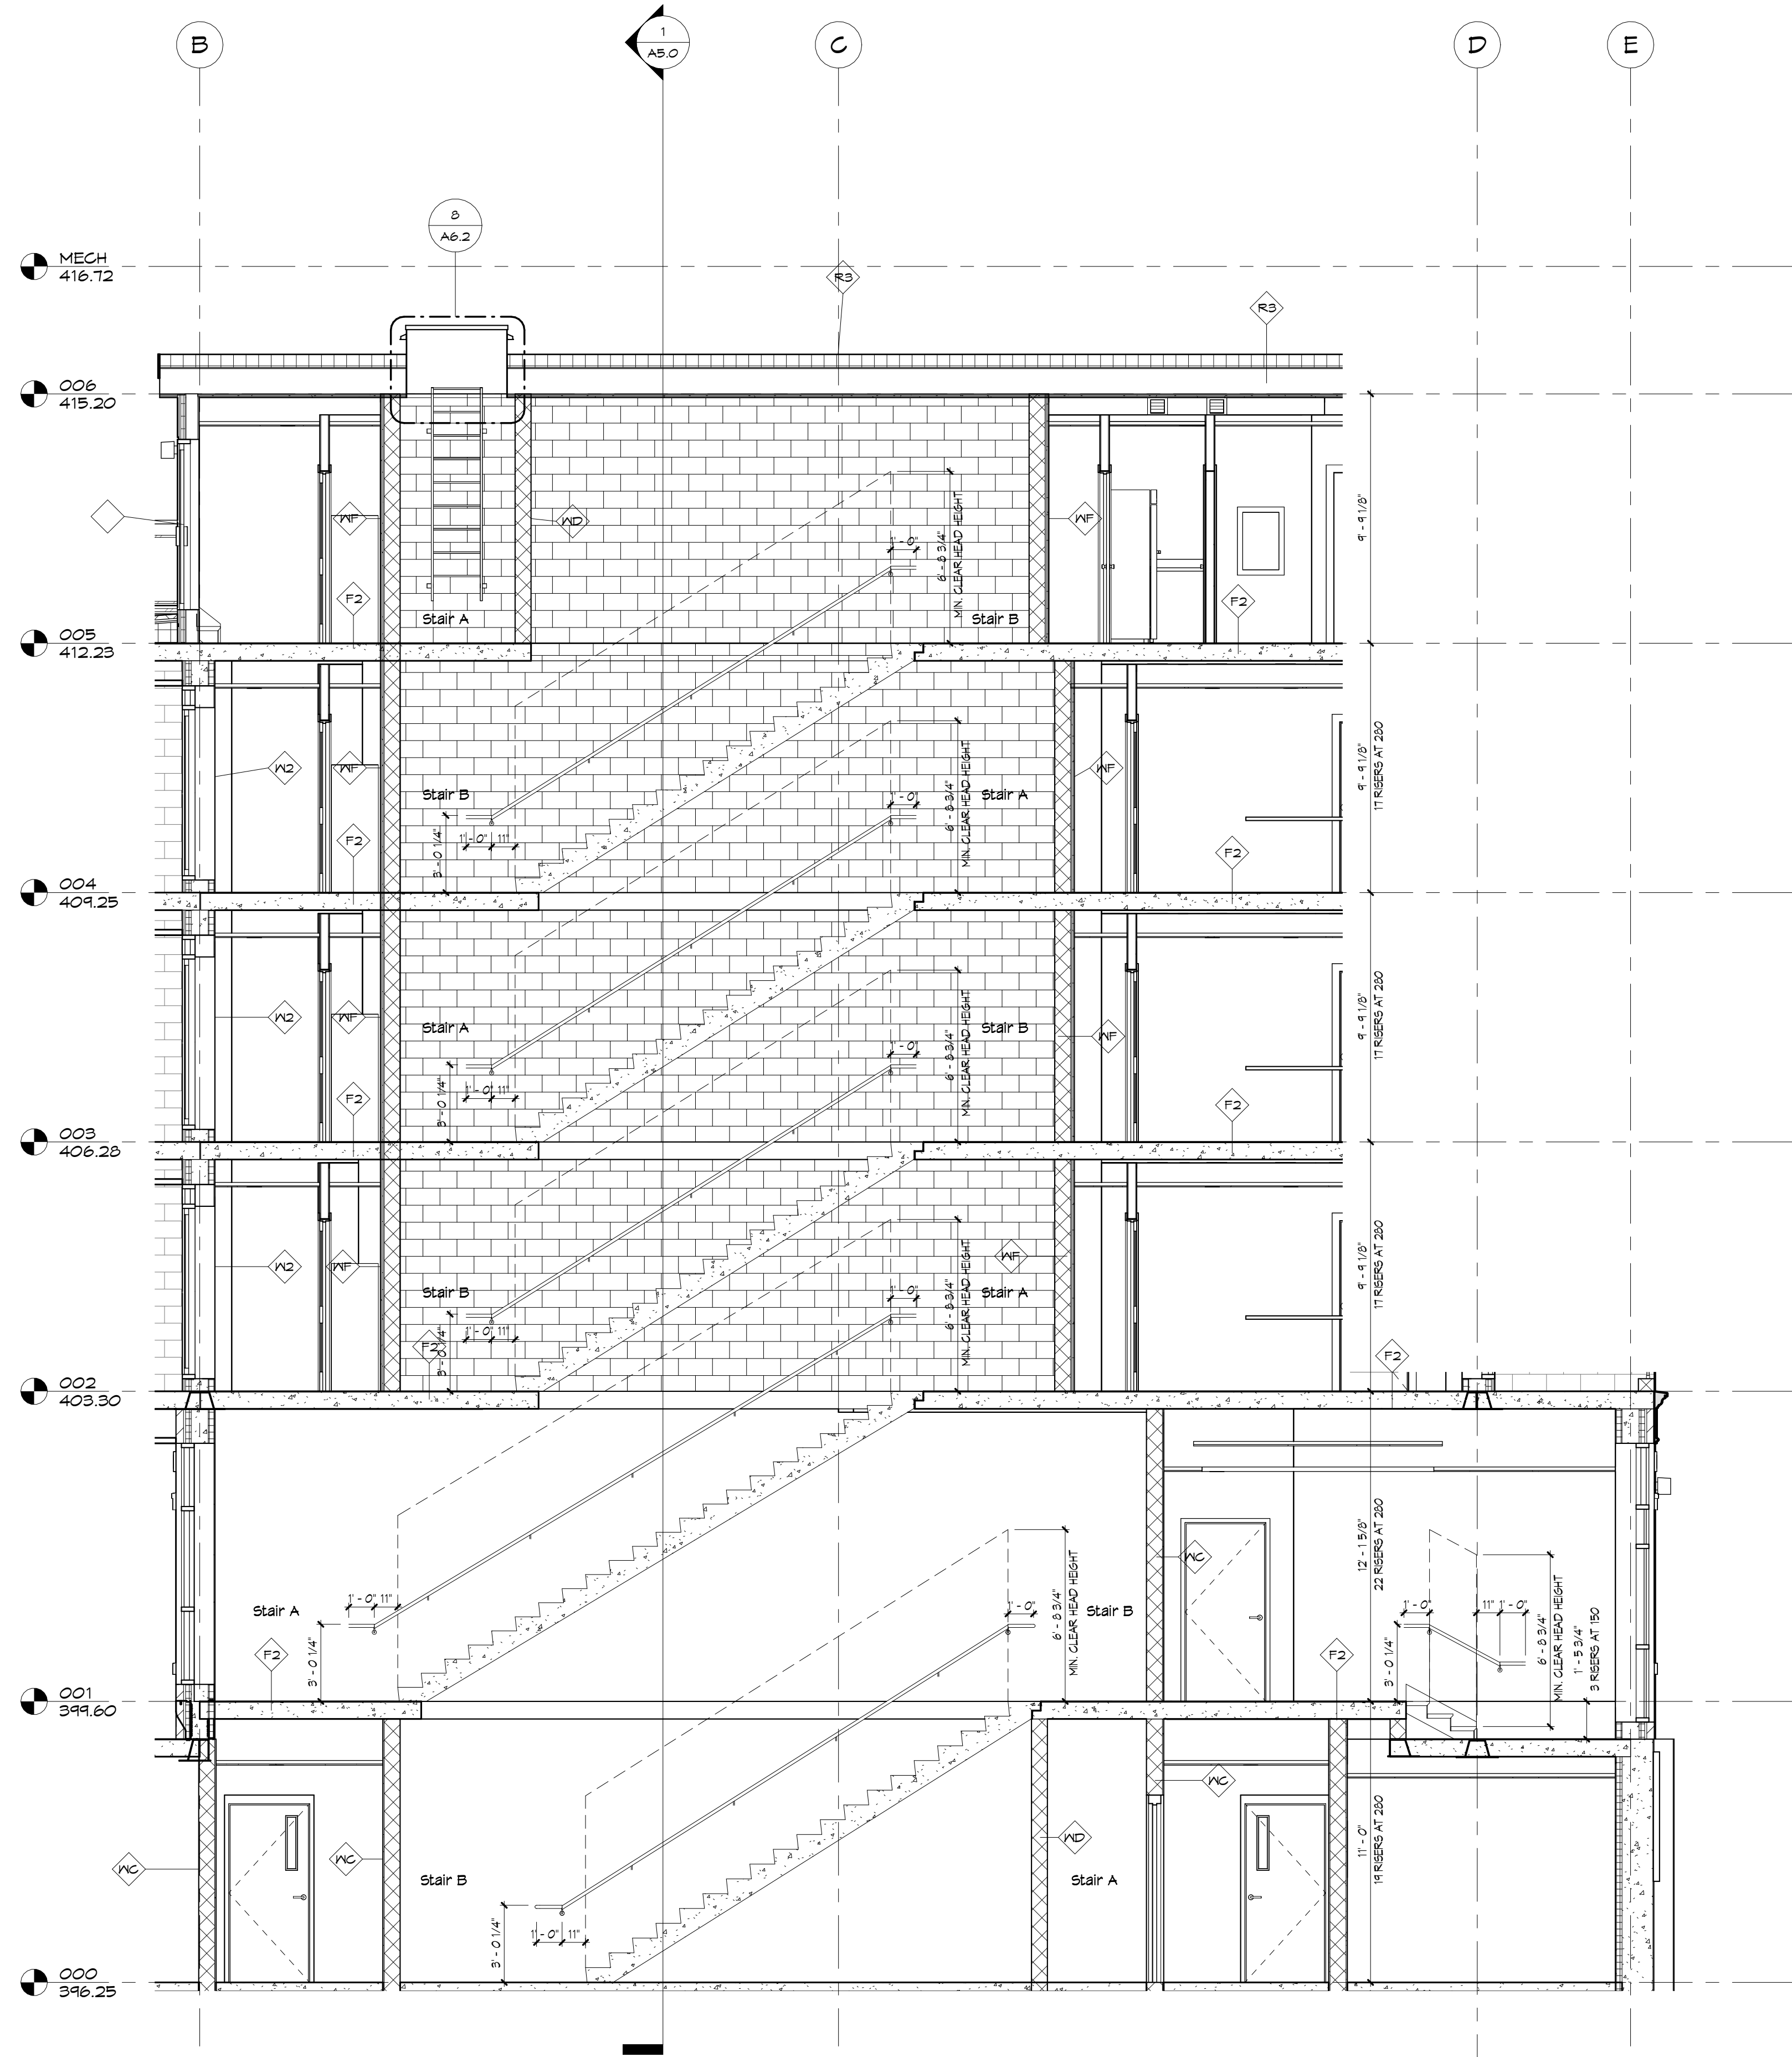 B
1
A5.0
C
D
E
8
A6.2
MECH
416.72
R3
R3
006
415.20
9' - 9 1/8"
WF
WD
WF
1' - 0"
6' - 8 3/4"
MIN. CLEAR HEAD HEIGHT
F2
F2
Stair A
Stair B
005
412.23
9' - 9 1/8"
17 RISERS AT 280
W2
WF
WF
Stair B
Stair A
1' - 0"
6' - 8 3/4"
MIN. CLEAR HEAD HEIGHT
F2
3' - 0 1/4"
1' - 0"
11"
F2
004
409.25
9' - 9 1/8"
17 RISERS AT 280
W2
WF
Stair A
Stair B
WF
1' - 0"
6' - 8 3/4"
MIN. CLEAR HEAD HEIGHT
F2
3' - 0 1/4"
1' - 0"
11"
F2
003
406.28
9' - 9 1/8"
17 RISERS AT 280
W2
WF
WF
Stair B
Stair A
1' - 0"
6' - 8 3/4"
MIN. CLEAR HEAD HEIGHT
F2
3' - 0 1/4"
1' - 0"
11"
F2
002
403.30
12' - 1 5/8"
22 RISERS AT 280
WC
Stair A
1' - 0"
11"
3' - 0 1/4"
F2
1' - 0"
6' - 8 3/4"
MIN. CLEAR HEAD HEIGHT
Stair B
F2
1' - 0"
11"
1' - 0"
3' - 0 1/4"
6' - 8 3/4"
MIN. CLEAR HEAD HEIGHT
1' - 5 3/4"
3 RISERS AT 150
001
399.60
WC
WD
11' - 0"
19 RISERS AT 280
WC
WC
Stair B
Stair A
3' - 0 1/4"
1' - 0"
11"
000
396.25